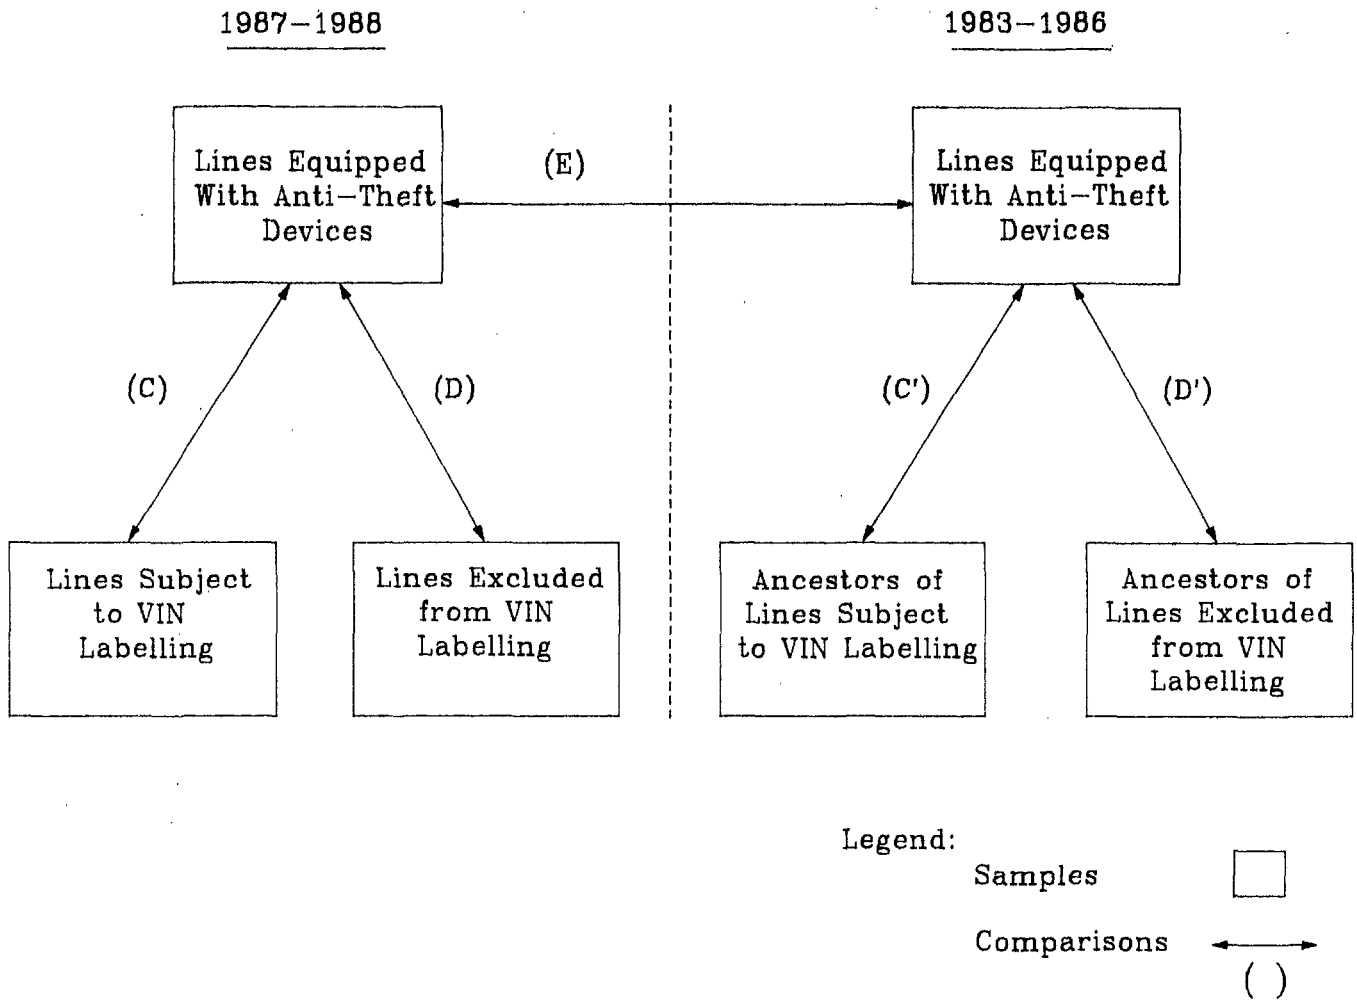 1987-1988
1983-1986
Lines Equipped
With Anti-Theft
Devices
(E)
Lines Equipped
With Anti-Theft
Devices
(C)
(D)
(C')
(D')
Lines Subject
to VIN
Labelling
Lines Excluded
from VIN
Labelling
Ancestors of
Lines Subject
to VIN Labelling
Ancestors of
Lines Excluded
from VIN
Labelling
Legend:
Samples
Comparisons
( )